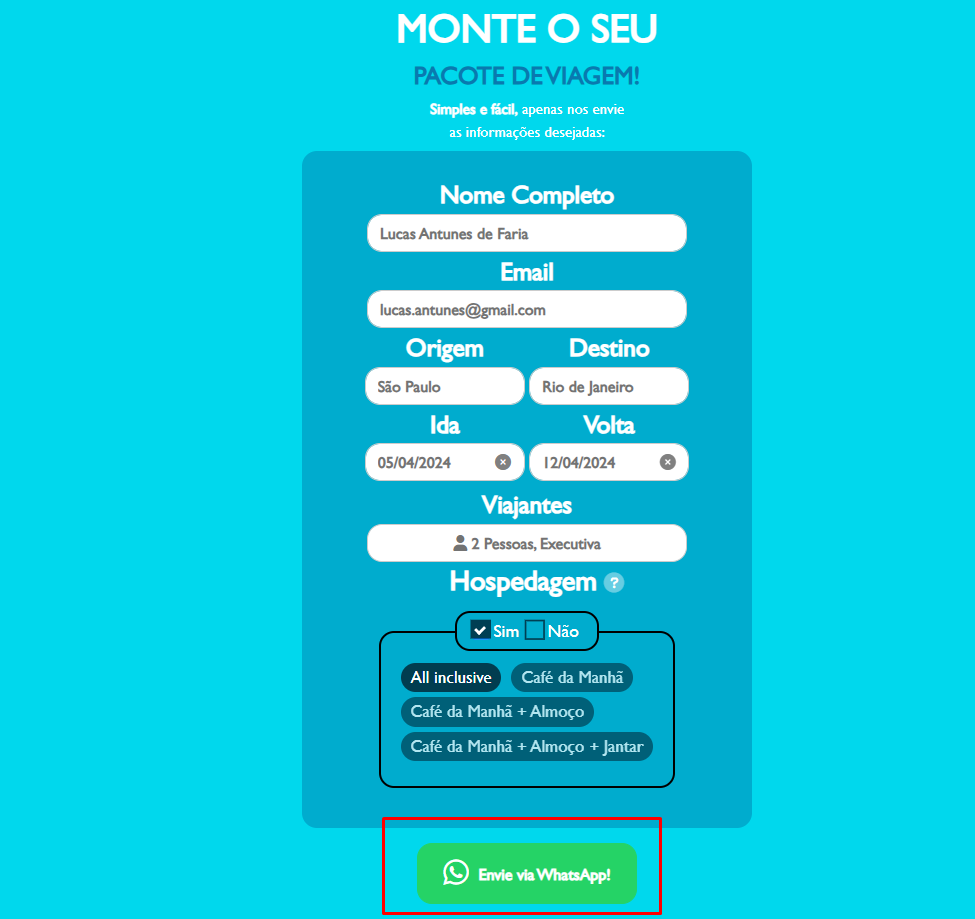 MONTE O SEU
PACOTE DE VIAGEM!
Simples e fácil, apenas nos envie
as informações desejadas:
Nome Completo
Lucas Antunes de Faria
Email
lucas.antunes@gmail.com
Origem Destino
São Paulo Rio de Janeiro
Ida Volta
05/04/2024 12/04/2024
Viajantes
2 Pessoas, Executiva
Hospedagem ?
Sim Não
All inclusive Café da Manhã
Café da Manhã + Almoço
Café da Manhã + Almoço + Jantar
Envie via WhatsApp!